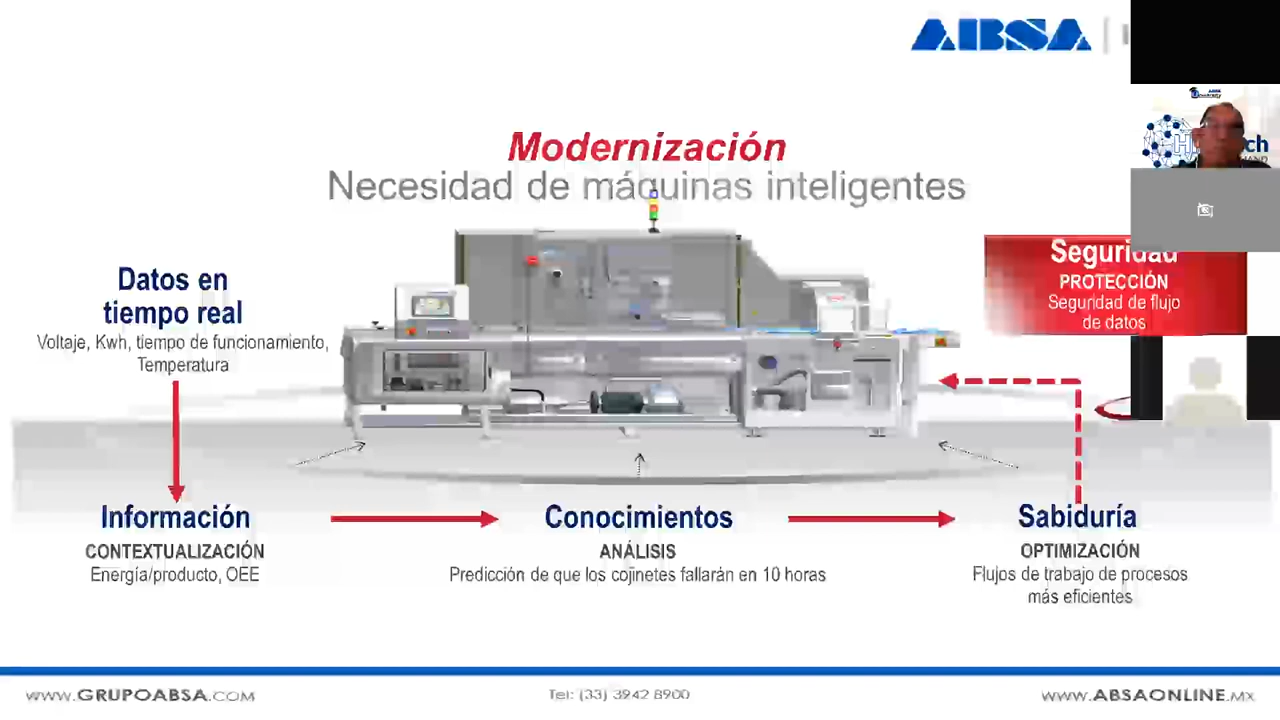 ABSA
Modernización
Necesidad de máquinas inteligentes
Datos en
tiempo real
Voltaje, Kwh, tiempo de funcionamiento,
Temperatura
Seguridad
PROTECCIÓN
Seguridad de flujo
de datos
Información
CONTEXTUALIZACIÓN
Energía/producto, OEE
Conocimientos
ANÁLISIS
Predicción de que los cojinetes fallarán en 10 horas
Sabiduría
OPTIMIZACIÓN
Flujos de trabajo de procesos
más eficientes
WWW.GRUPOABSA.COM
Tel: (33) 3942 8900
WWW.ABSAONLINE.MX